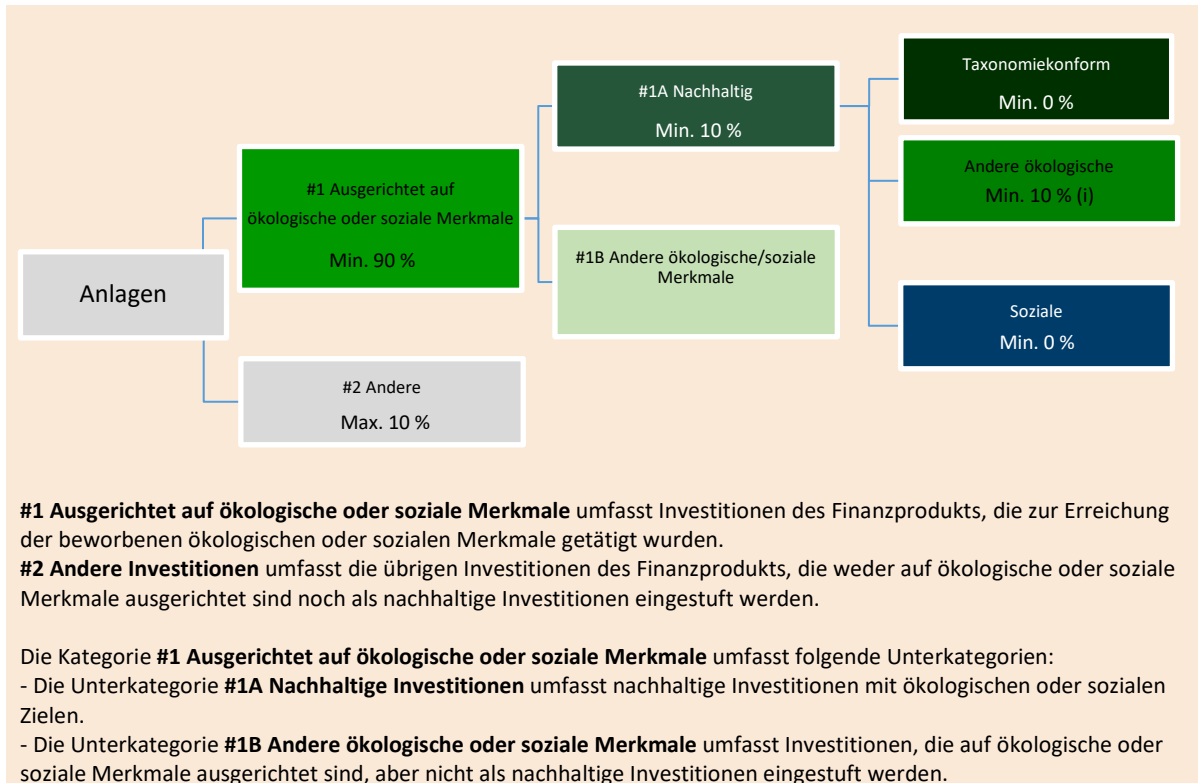 Anlagen
#1 Ausgerichtet auf
ökologische oder soziale Merkmale
Min. 90 %
#2 Andere
Max. 10 %
#1A Nachhaltig
Min. 10 %
#1B Andere ökologische/soziale
Merkmale
Taxonomiekonform
Min. 0 %
Andere ökologische
Min. 10 % (i)
Soziale
Min. 0 %
#1 Ausgerichtet auf ökologische oder soziale Merkmale umfasst Investitionen des Finanzprodukts, die zur Erreichung
der beworbenen ökologischen oder sozialen Merkmale getätigt wurden.
#2 Andere Investitionen umfasst die übrigen Investitionen des Finanzprodukts, die weder auf ökologische oder soziale
Merkmale ausgerichtet sind noch als nachhaltige Investitionen eingestuft werden.
Die Kategorie #1 Ausgerichtet auf ökologische oder soziale Merkmale umfasst folgende Unterkategorien:
- Die Unterkategorie #1A Nachhaltige Investitionen umfasst nachhaltige Investitionen mit ökologischen oder sozialen
Zielen.
- Die Unterkategorie #1B Andere ökologische oder soziale Merkmale umfasst Investitionen, die auf ökologische oder
soziale Merkmale ausgerichtet sind, aber nicht als nachhaltige Investitionen eingestuft werden.